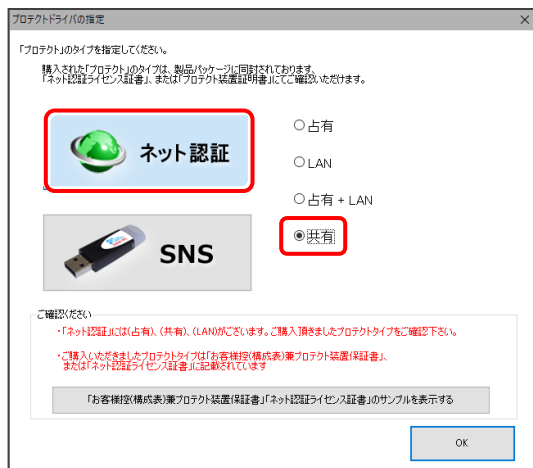 プロテクトドライバの指定
「プロテクト」のタイプを指定してください。
購入された「プロテクト」のタイプは、製品パッケージに同封されております、
「ネット認証ライセンス証書」、または「プロテクト装置証明書」にてご確認いただけます。
ネット認証
占有
LAN
占有 + LAN
共有
SNS
ご確認ください
・「ネット認証」には(占有)、(共有)、(LAN)がございます。ご購入頂きましたプロテクトタイプをご確認下さい。
・ご購入いただきましたプロテクトタイプは「お客様控(構成表)兼プロテクト装置保証書」、
または「ネット認証ライセンス証書」に記載されています
「お客様控(構成表)兼プロテクト装置保証書」「ネット認証ライセンス証書」のサンプルを表示する
OK